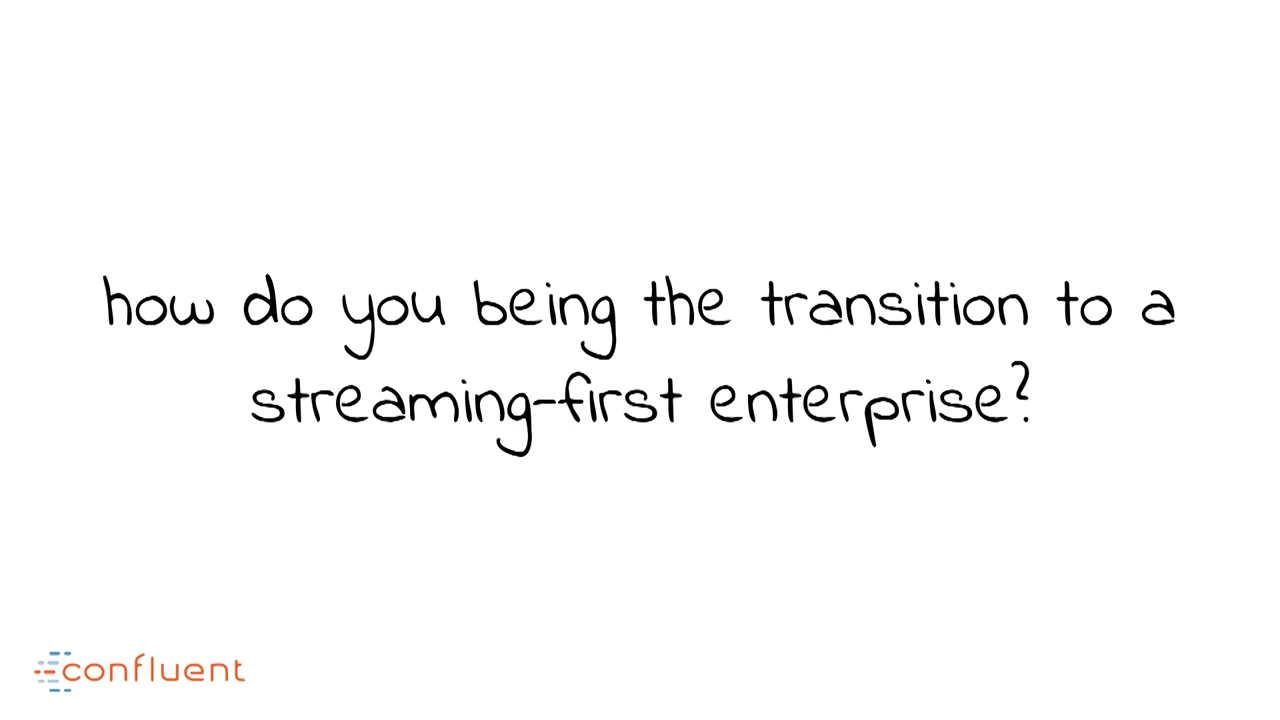 how do you being the transition to a
streaming-first enterprise?
confluent